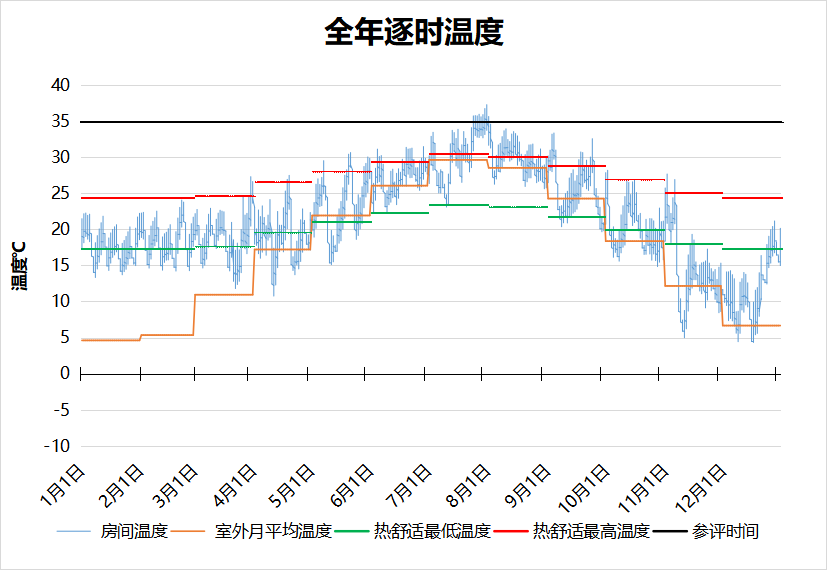 全年逐时温度
40
35
30
25
20
15
10
5
0
-5
-10
温度℃
1月1日
2月1日
3月1日
4月1日
5月1日
6月1日
7月1日
8月1日
9月1日
10月1日
11月1日
12月1日
房间温度 室外月平均温度 热舒适最低温度 热舒适最高温度 参评时间